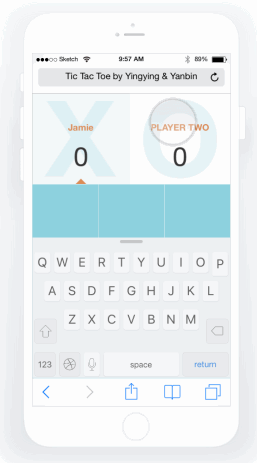 Sketch 9:57 AM 89%
Tic Tac Toe by Yingying & Yanbin
X O
Jamie PLAYER TWO
0 0
Q W E R T Y U I O P
A S D F G H J K L
Z X C V B N M
123 space return